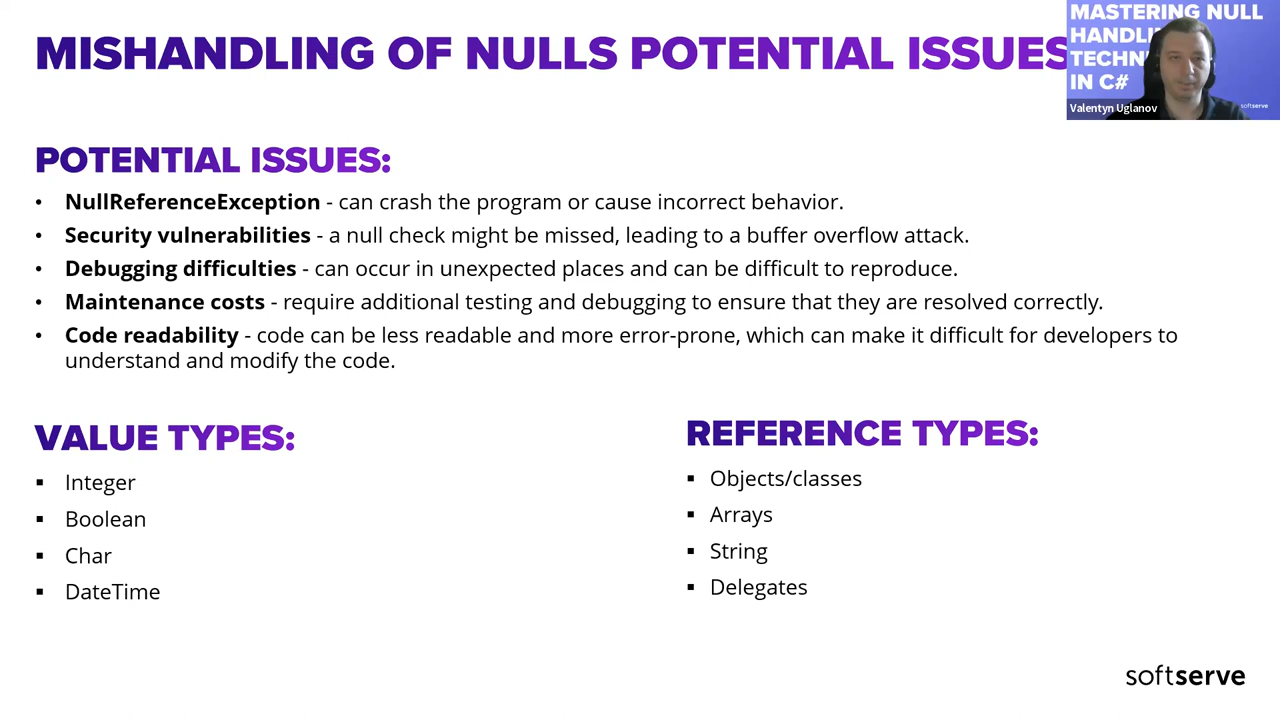 MISHANDLING OF NULLS POTENTIAL ISSUES
MASTERING NULL
HANDLI
TECHN
IN C#
Valentyn Uglanov
softserve
POTENTIAL ISSUES:
• NullReferenceException - can crash the program or cause incorrect behavior.
• Security vulnerabilities - a null check might be missed, leading to a buffer overflow attack.
• Debugging difficulties - can occur in unexpected places and can be difficult to reproduce.
• Maintenance costs - require additional testing and debugging to ensure that they are resolved correctly.
• Code readability - code can be less readable and more error-prone, which can make it difficult for developers to
understand and modify the code.
VALUE TYPES:
▪ Integer
▪ Boolean
▪ Char
▪ DateTime
REFERENCE TYPES:
▪ Objects/classes
▪ Arrays
▪ String
▪ Delegates
softserve